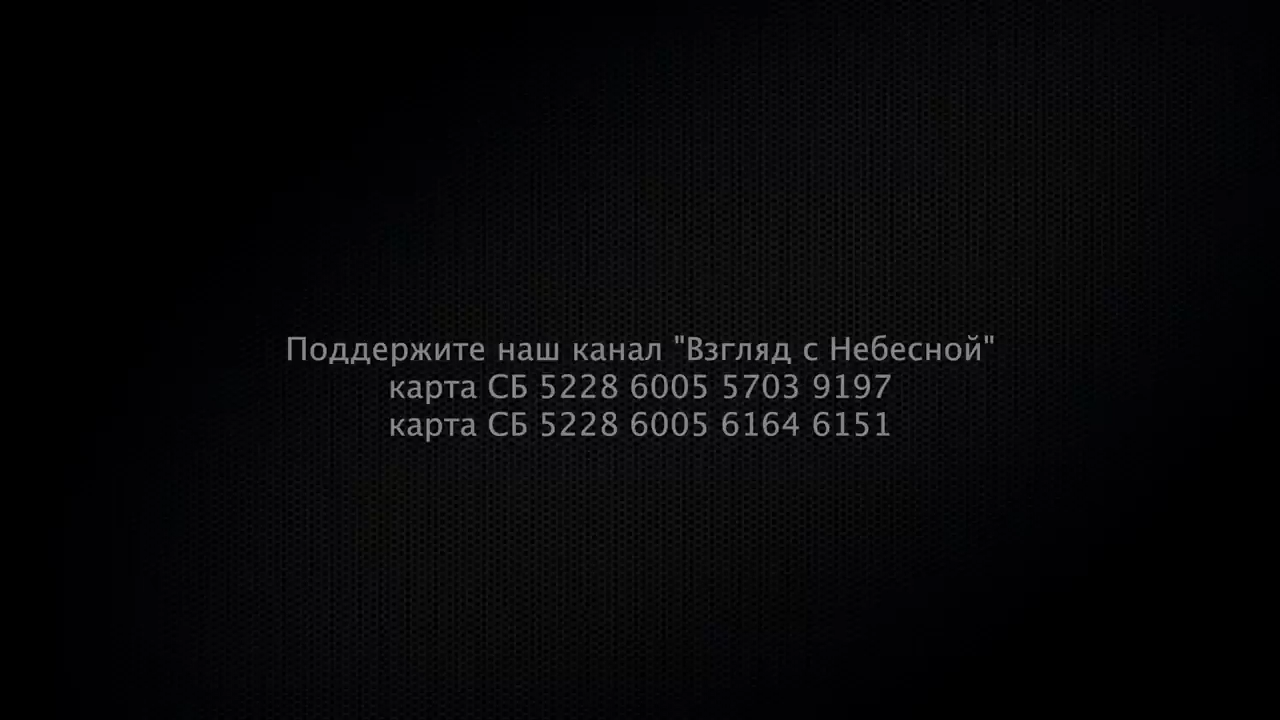 Поддержите наш канал "Взгляд с Небесной"
карта СБ 5228 6005 5703 9197
карта СБ 5228 6005 6164 6151